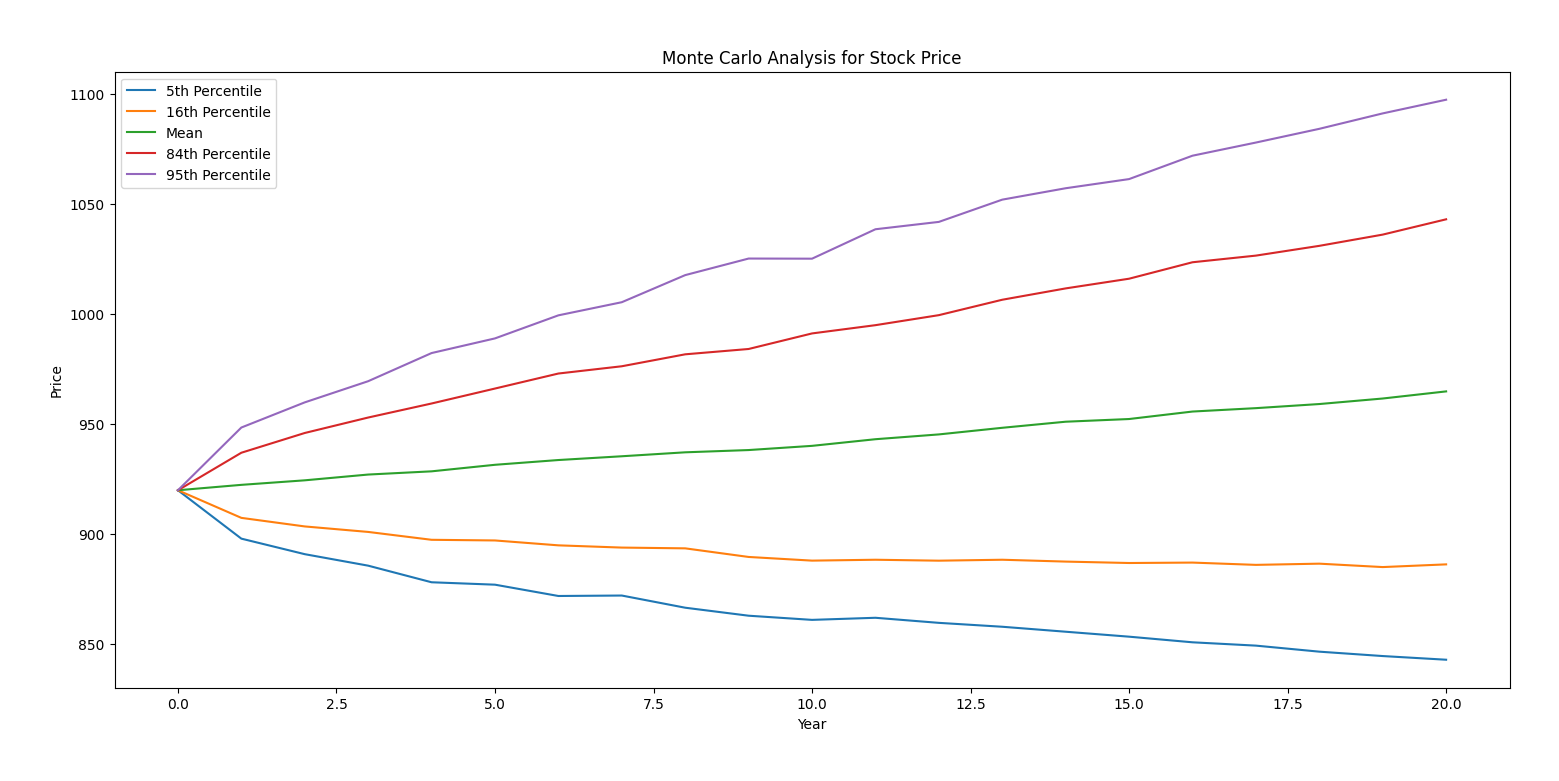 Monte Carlo Analysis for Stock Price
5th Percentile
16th Percentile
Mean
84th Percentile
95th Percentile
1100
1050
1000
950
900
850
Price
0.0 2.5 5.0 7.5 10.0 12.5 15.0 17.5 20.0
Year